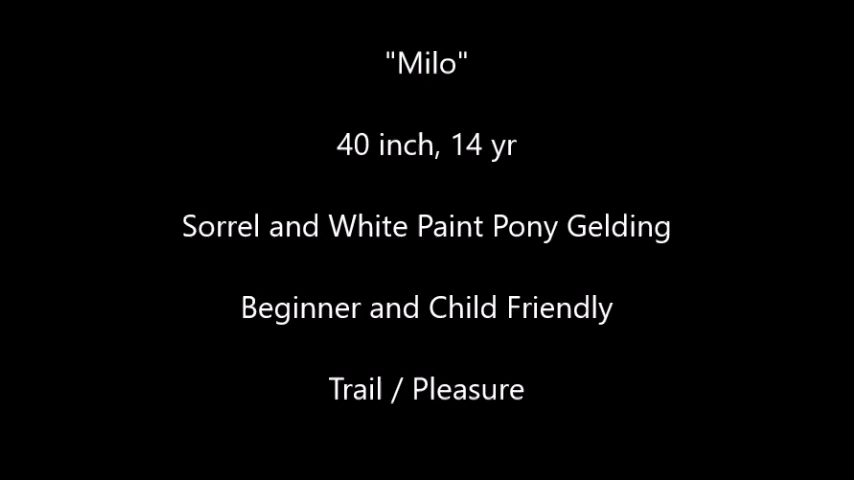 "Milo"
40 inch, 14 yr
Sorrel and White Paint Pony Gelding
Beginner and Child Friendly
Trail / Pleasure